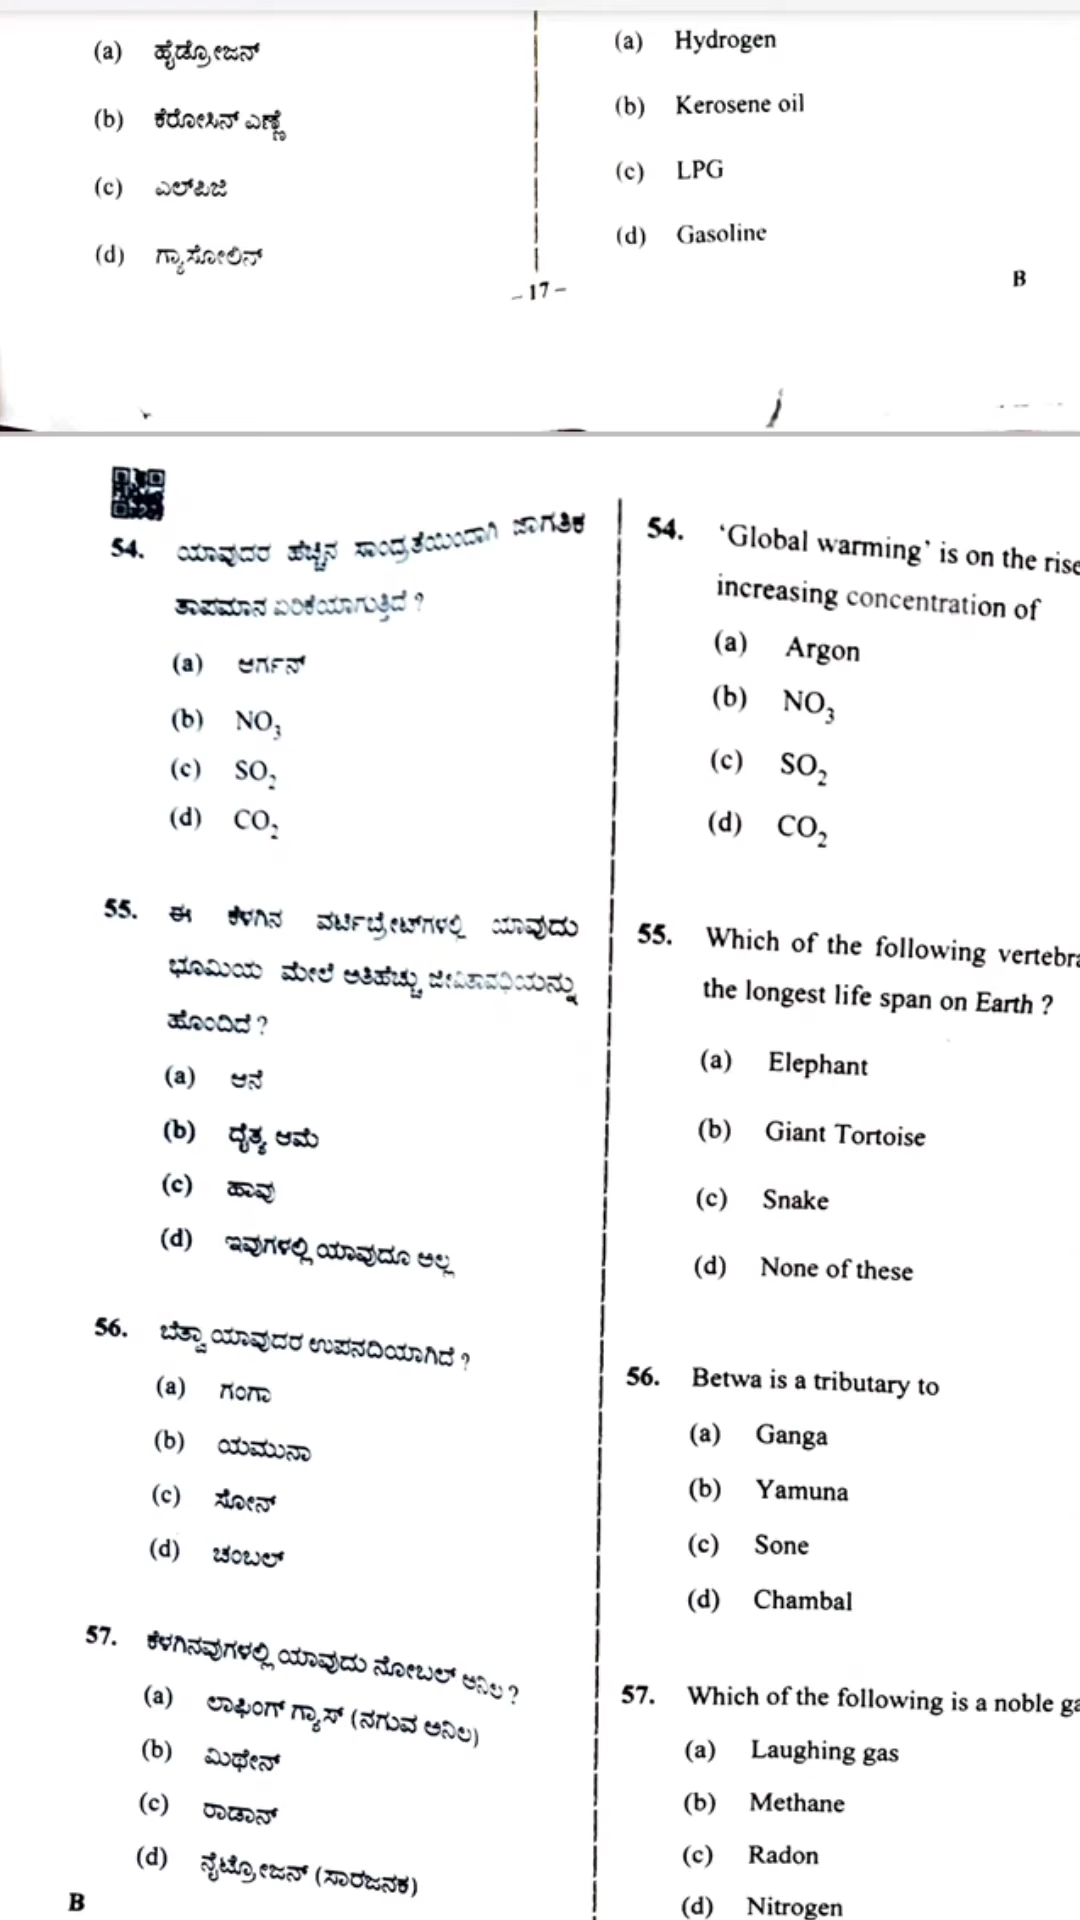 (a) ಹೈಡ್ರೋಜನ್
(b) ಕೆರೋಸಿನ್ ಎಣ್ಣೆ
(c) ಎಲ್‌ಪಿಜಿ
(d) ಗ್ಯಾಸೋಲಿನ್
(a) Hydrogen
(b) Kerosene oil
(c) LPG
(d) Gasoline
– 17 –
B
54. ಯಾವುದರ ಹೆಚ್ಚಿನ ಸಾಂದ್ರತೆಯಿಂದಾಗಿ ಜಾಗತಿಕ
ತಾಪಮಾನ ಏರಿಕೆಯಾಗುತ್ತಿದೆ ?
(a) ಆರ್ಗನ್
(b) NO₃
(c) SO₂
(d) CO₂
55. ಈ ಕೆಳಗಿನ ವರ್ಟಿಬ್ರೇಟ್‌ಗಳಲ್ಲಿ ಯಾವುದು
ಭೂಮಿಯ ಮೇಲೆ ಅತಿಹೆಚ್ಚು ಜೀವಿತಾವಧಿಯನ್ನು
ಹೊಂದಿದೆ ?
(a) ಆನೆ
(b) ದೈತ್ಯ ಆಮೆ
(c) ಹಾವು
(d) ಇವುಗಳಲ್ಲಿ ಯಾವುದೂ ಅಲ್ಲ
56. ಬೆತ್ವಾ ಯಾವುದರ ಉಪನದಿಯಾಗಿದೆ ?
(a) ಗಂಗಾ
(b) ಯಮುನಾ
(c) ಸೋನ್
(d) ಚಂಬಲ್
57. ಕೆಳಗಿನವುಗಳಲ್ಲಿ ಯಾವುದು ನೋಬಲ್ ಅನಿಲ ?
(a) ಲಾಫಿಂಗ್ ಗ್ಯಾಸ್ (ನಗುವ ಅನಿಲ)
(b) ಮಿಥೇನ್
(c) ರಾಡಾನ್
(d) ನೈಟ್ರೋಜನ್ (ಸಾರಜನಕ)
B
54. ‘Global warming’ is on the rise
increasing concentration of
(a) Argon
(b) NO₃
(c) SO₂
(d) CO₂
55. Which of the following vertebra
the longest life span on Earth ?
(a) Elephant
(b) Giant Tortoise
(c) Snake
(d) None of these
56. Betwa is a tributary to
(a) Ganga
(b) Yamuna
(c) Sone
(d) Chambal
57. Which of the following is a noble ga
(a) Laughing gas
(b) Methane
(c) Radon
(d) Nitrogen